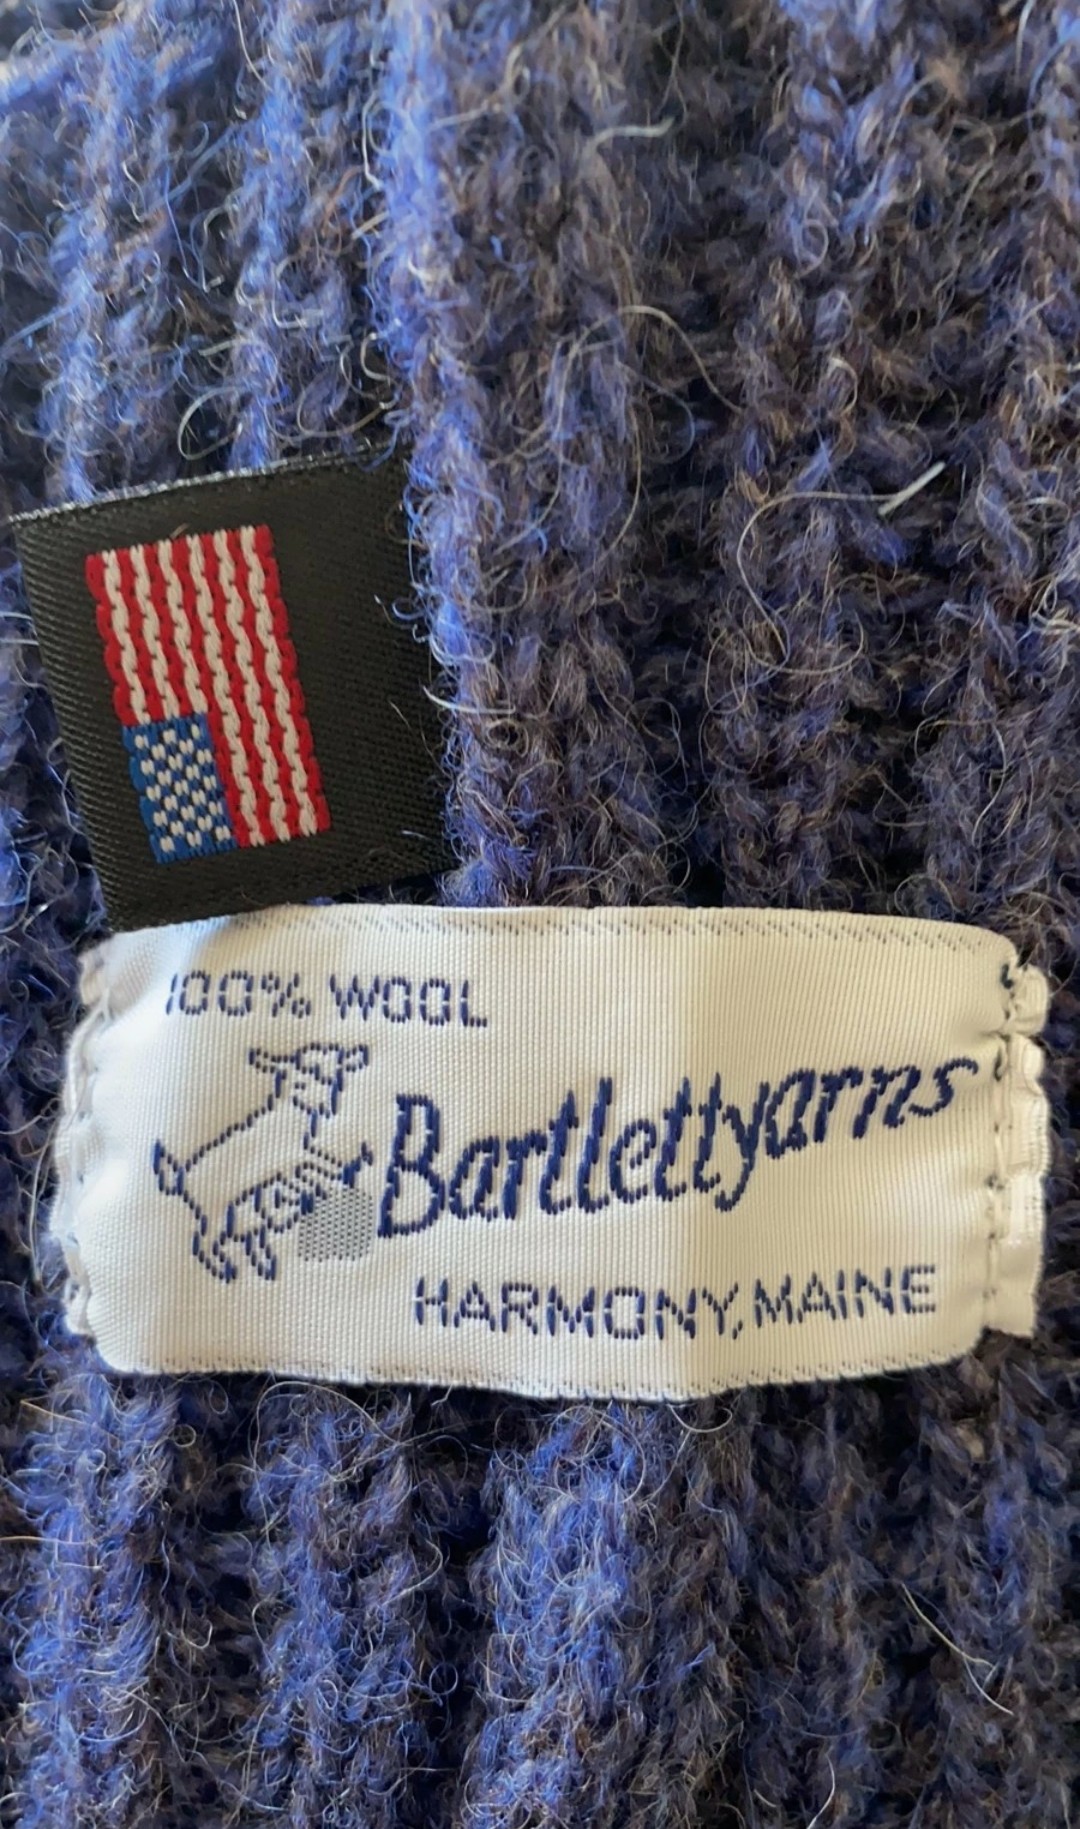 100% WOOL
Bartlettyarns
HARMONY, MAINE